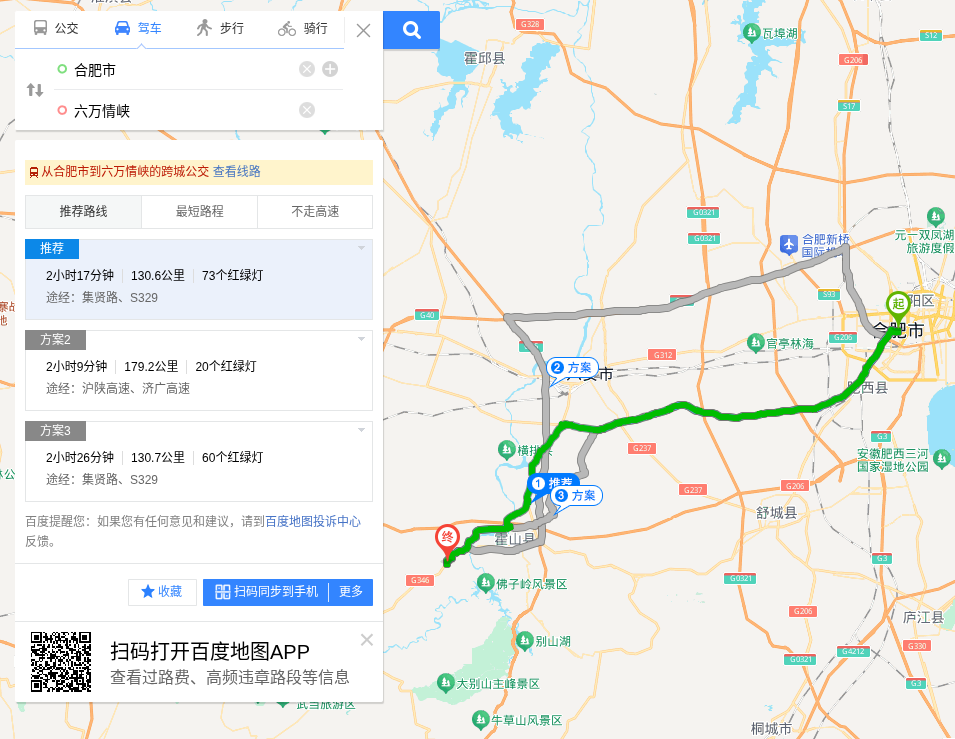 公交
驾车
步行
骑行
合肥市
六万情峡
从合肥市到六万情峡的跨城公交 查看线路
推荐路线
最短路程
不走高速
推荐
2小时17分钟 130.6公里 73个红绿灯
途经：集贤路、S329
方案2
2小时9分钟 179.2公里 20个红绿灯
途经：沪陕高速、济广高速
方案3
2小时26分钟 130.7公里 60个红绿灯
途经：集贤路、S329
百度提醒您：如果您有任何意见和建议，请到百度地图投诉中心
反馈。
收藏
扫码同步到手机
更多
扫码打开百度地图APP
查看过路费、高频违章路段等信息
G328
霍邱县
瓦埠湖
S12
G206
S17
G0321
G0321
合肥新桥
国际机
元一双凤湖
旅游度假
S93
起
阳区
合肥市
G40
G206
G312
官亭林海
2 方案
市
肥西县
G3
安徽肥西三河
国家湿地公园
横排
G237
G237
G206
1 推荐
3 方案
舒城县
终
霍山县
G346
佛子岭风景区
G3
G0321
G206
庐江县
别山湖
G330
G4212
G0321
大别山主峰景区
G3
牛草山风景区
桐城市